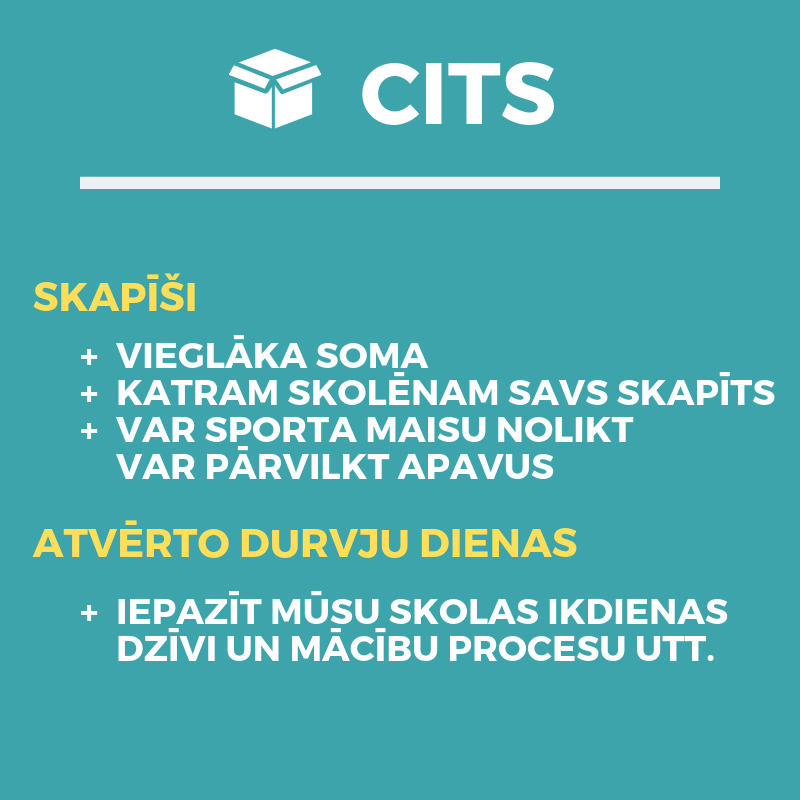 CITS
SKAPĪŠI
+ VIEGLĀKA SOMA
+ KATRAM SKOLĒNAM SAVS SKAPĪTS
+ VAR SPORTA MAISU NOLIKT
VAR PĀRVILKT APAVUS
ATVĒRTO DURVJU DIENAS
+ IEPAZĪT MŪSU SKOLAS IKDIENAS
DZĪVI UN MĀCĪBU PROCESU UTT.